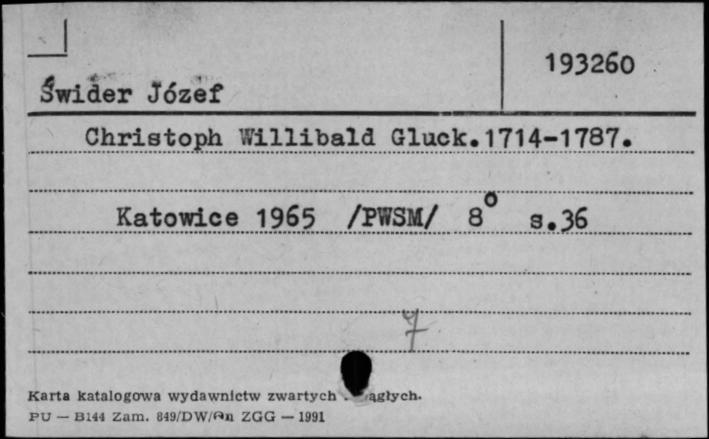 193260
Świder Józef
Christoph Willibald Gluck.1714-1787.
Katowice 1965 /PWSM/ 8° s.36
Karta katalogowa wydawnictw zwartych
PU — B144 Zam. 849/DW/ ZGG — 1991